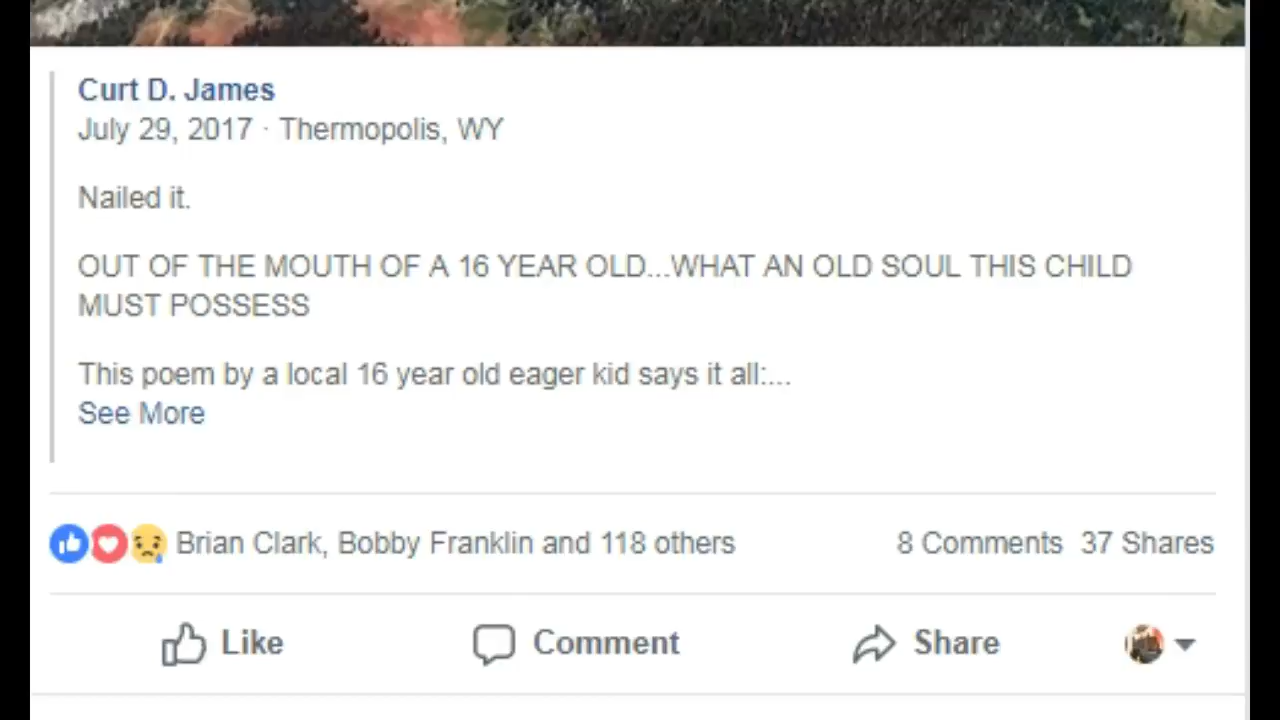 Curt D. James
July 29, 2017 · Thermopolis, WY
Nailed it.
OUT OF THE MOUTH OF A 16 YEAR OLD...WHAT AN OLD SOUL THIS CHILD
MUST POSSESS
This poem by a local 16 year old eager kid says it all:...
See More
Brian Clark, Bobby Franklin and 118 others 8 Comments 37 Shares
Like Comment Share